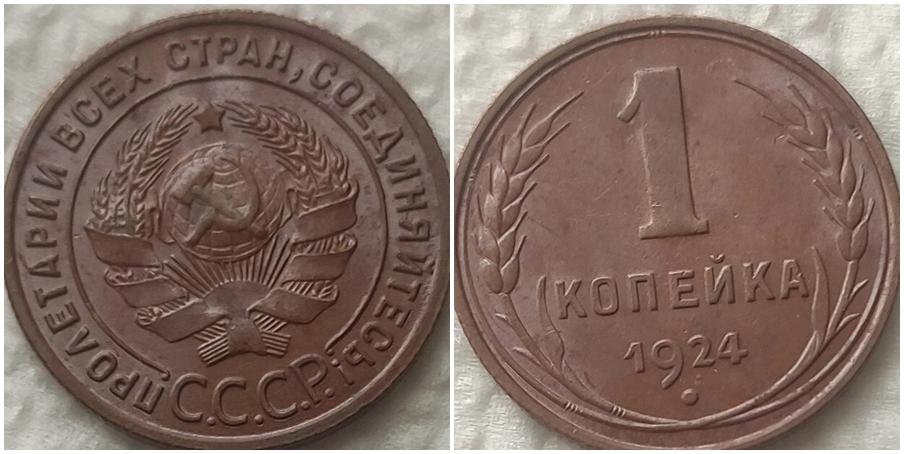 ПРОЛЕТАРИИ ВСЕХ СТРАН, СОЕДИНЯЙТЕСЬ!
С.С.С.Р.
1
КОПЕЙКА
1924